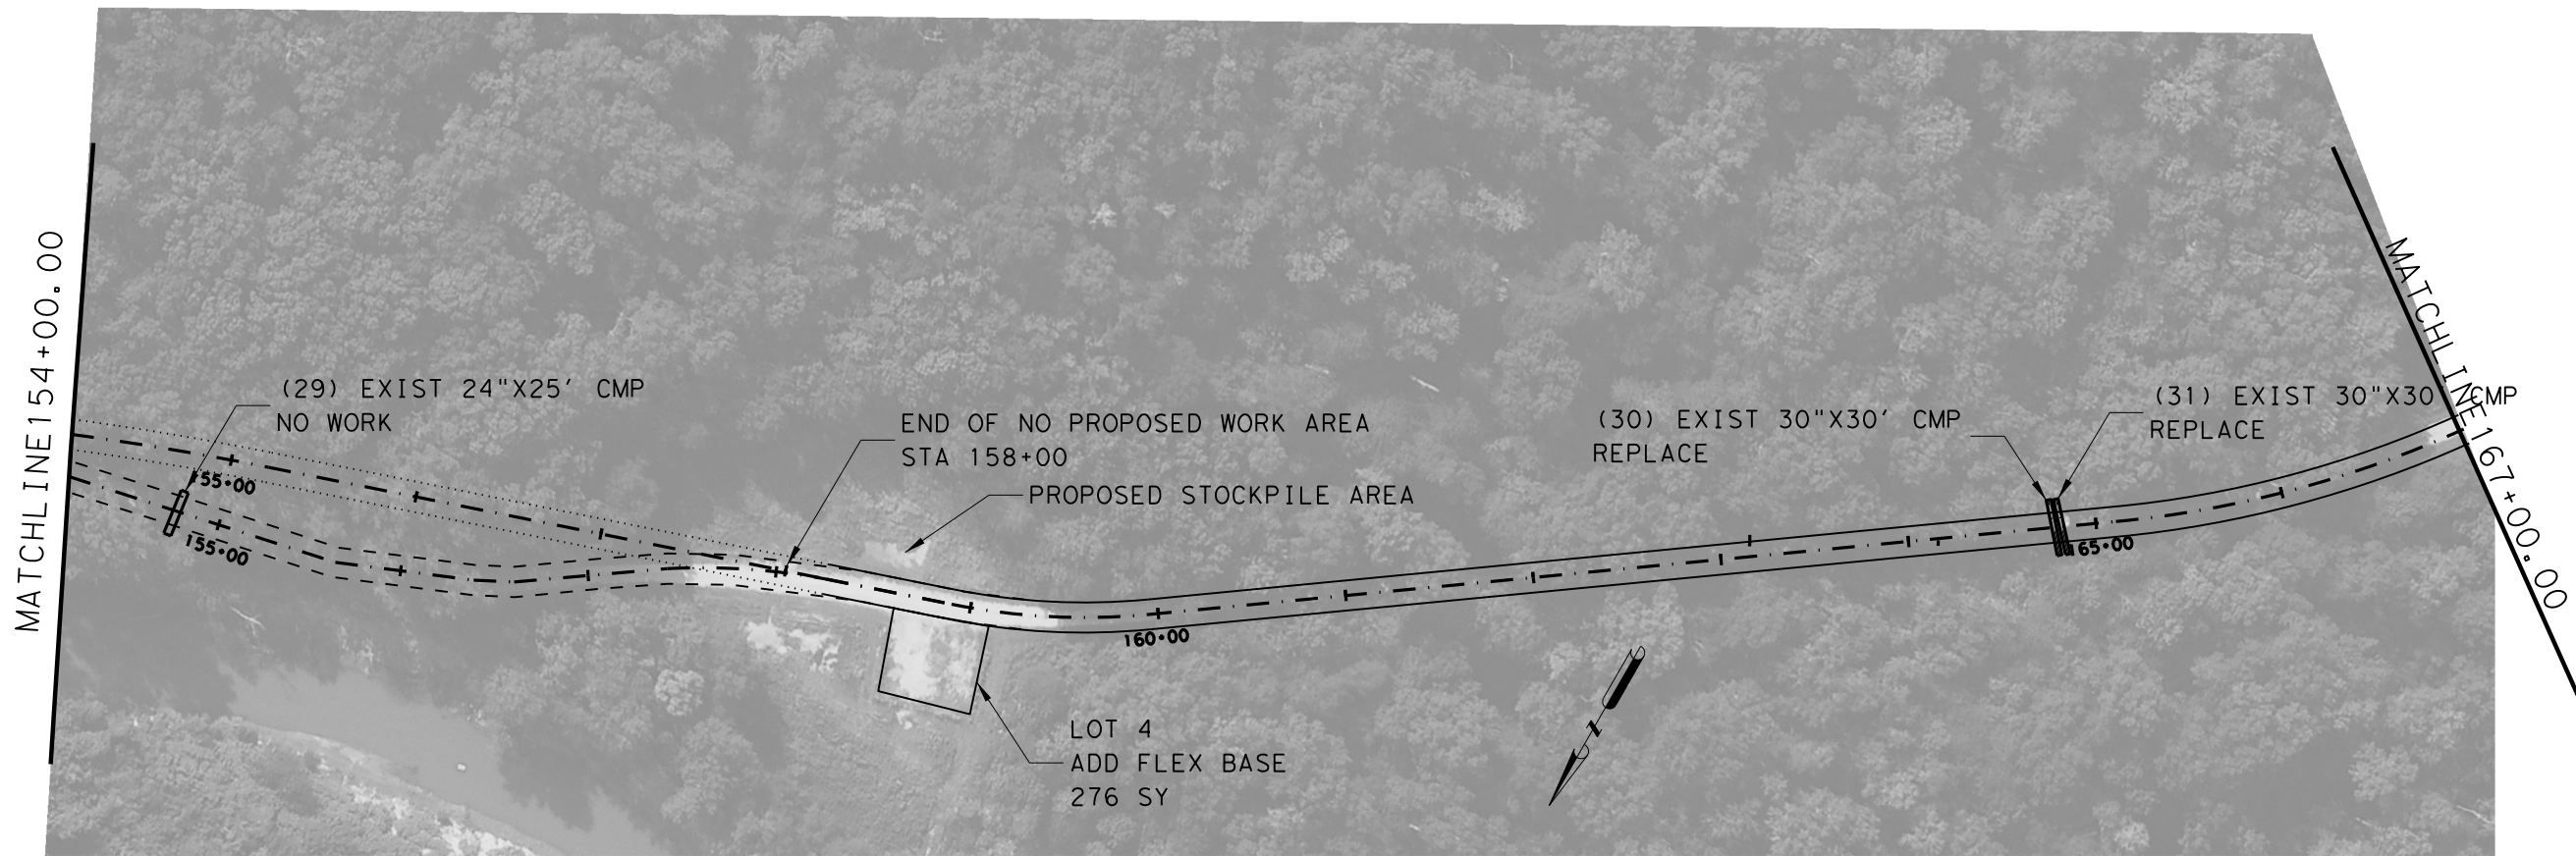 MATCHLINE154+00.00
(29) EXIST 24"X25' CMP
NO WORK
155+00
155+00
END OF NO PROPOSED WORK AREA
STA 158+00
PROPOSED STOCKPILE AREA
160+00
LOT 4
ADD FLEX BASE
276 SY
N
(30) EXIST 30"X30' CMP
REPLACE
(31) EXIST 30"X30' CMP
REPLACE
165+00
MATCHLINE167+00.00